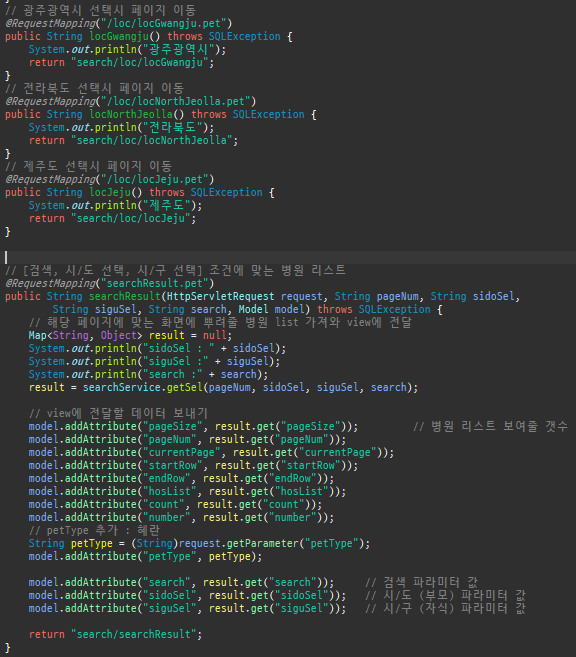 }
// 광주광역시 선택시 페이지 이동
@RequestMapping("/loc/locGwangju.pet")
public String locGwangju() throws SQLException {
    System.out.println("광주광역시");
    return "search/loc/locGwangju";
}
// 전라북도 선택시 페이지 이동
@RequestMapping("/loc/locNorthJeolla.pet")
public String locNorthJeolla() throws SQLException {
    System.out.println("전라북도");
    return "search/loc/locNorthJeolla";
}
// 제주도 선택시 페이지 이동
@RequestMapping("/loc/locJeju.pet")
public String locJeju() throws SQLException {
    System.out.println("제주도");
    return "search/loc/locJeju";
}
// [검색, 시/도 선택, 시/구 선택] 조건에 맞는 병원 리스트
@RequestMapping("searchResult.pet")
public String searchResult(HttpServletRequest request, String pageNum, String sidoSel,
        String siguSel, String search, Model model) throws SQLException {
    // 해당 페이지에 맞는 화면에 뿌려줄 병원 list 가져와 view에 전달
    Map<String, Object> result = null;
    System.out.println("sidoSel : " + sidoSel);
    System.out.println("siguSel :" + siguSel);
    System.out.println("search :" + search);
    result = searchService.getSel(pageNum, sidoSel, siguSel, search);
    // view에 전달할 데이터 보내기
    model.addAttribute("pageSize", result.get("pageSize"));        // 병원 리스트 보여줄 갯수
    model.addAttribute("pageNum", result.get("pageNum"));
    model.addAttribute("currentPage", result.get("currentPage"));
    model.addAttribute("startRow", result.get("startRow"));
    model.addAttribute("endRow", result.get("endRow"));
    model.addAttribute("hosList", result.get("hosList"));
    model.addAttribute("count", result.get("count"));
    model.addAttribute("number", result.get("number"));
    // petType 추가 : 혜란
    String petType = (String)request.getParameter("petType");
    model.addAttribute("petType", petType);
    model.addAttribute("search", result.get("search"));    // 검색 파라미터 값
    model.addAttribute("sidoSel", result.get("sidoSel"));  // 시/도 (부모) 파라미터 값
    model.addAttribute("siguSel", result.get("siguSel"));  // 시/구 (자식) 파라미터 값
    return "search/searchResult";
}